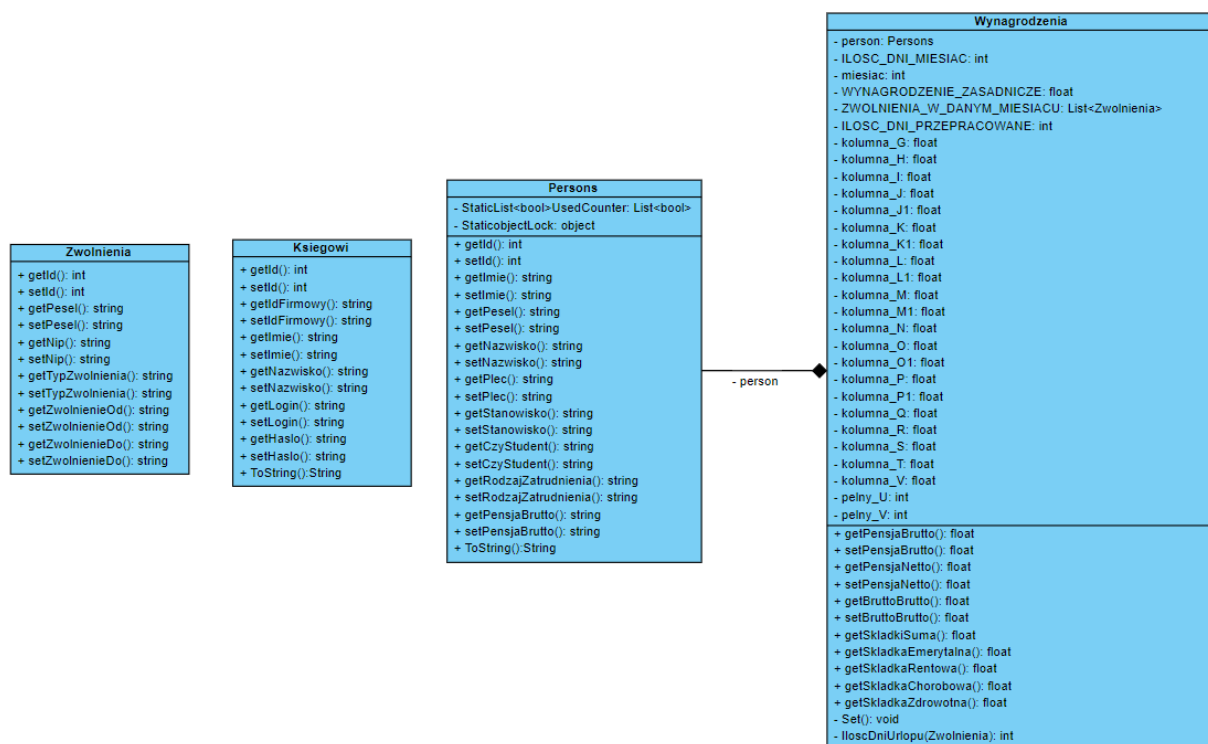 Zwolnienia
+ getId(): int
+ setId(): int
+ getPesel(): string
+ setPesel(): string
+ getNip(): string
+ setNip(): string
+ getTypZwolnienia(): string
+ setTypZwolnienia(): string
+ getZwolnienieOd(): string
+ setZwolnienieOd(): string
+ getZwolnienieDo(): string
+ setZwolnienieDo(): string
Ksiegowi
+ getId(): int
+ setId(): int
+ getIdFirmowy(): string
+ setIdFirmowy(): string
+ getImie(): string
+ setImie(): string
+ getNazwisko(): string
+ setNazwisko(): string
+ getLogin(): string
+ setLogin(): string
+ getHaslo(): string
+ setHaslo(): string
+ ToString():String
Persons
- StaticList<bool>UsedCounter: List<bool>
- StaticobjectLock: object
+ getId(): int
+ setId(): int
+ getImie(): string
+ setImie(): string
+ getPesel(): string
+ setPesel(): string
+ getNazwisko(): string
+ setNazwisko(): string
+ getPlec(): string
+ setPlec(): string
+ getStanowisko(): string
+ setStanowisko(): string
+ getCzyStudent(): string
+ setCzyStudent(): string
+ getRodzajZatrudnienia(): string
+ setRodzajZatrudnienia(): string
+ getPensjaBrutto(): string
+ setPensjaBrutto(): string
+ ToString():String
- person
Wynagrodzenia
- person: Persons
- ILOSC_DNI_MIESIAC: int
- miesiac: int
- WYNAGRODZENIE_ZASADNICZE: float
- ZWOLNIENIA_W_DANYM_MIESIACU: List<Zwolnienia>
- ILOSC_DNI_PRZEPRACOWANE: int
- kolumna_G: float
- kolumna_H: float
- kolumna_I: float
- kolumna_J: float
- kolumna_J1: float
- kolumna_K: float
- kolumna_K1: float
- kolumna_L: float
- kolumna_L1: float
- kolumna_M: float
- kolumna_M1: float
- kolumna_N: float
- kolumna_O: float
- kolumna_O1: float
- kolumna_P: float
- kolumna_P1: float
- kolumna_Q: float
- kolumna_R: float
- kolumna_S: float
- kolumna_T: float
- kolumna_V: float
- pelny_U: int
- pelny_V: int
+ getPensjaBrutto(): float
+ setPensjaBrutto(): float
+ getPensjaNetto(): float
+ setPensjaNetto(): float
+ getBruttoBrutto(): float
+ setBruttoBrutto(): float
+ getSkladkiSuma(): float
+ getSkladkaEmerytalna(): float
+ getSkladkaRentowa(): float
+ getSkladkaChorobowa(): float
+ getSkladkaZdrowotna(): float
- Set(): void
- IloscDniUrlopu(Zwolnienia): int